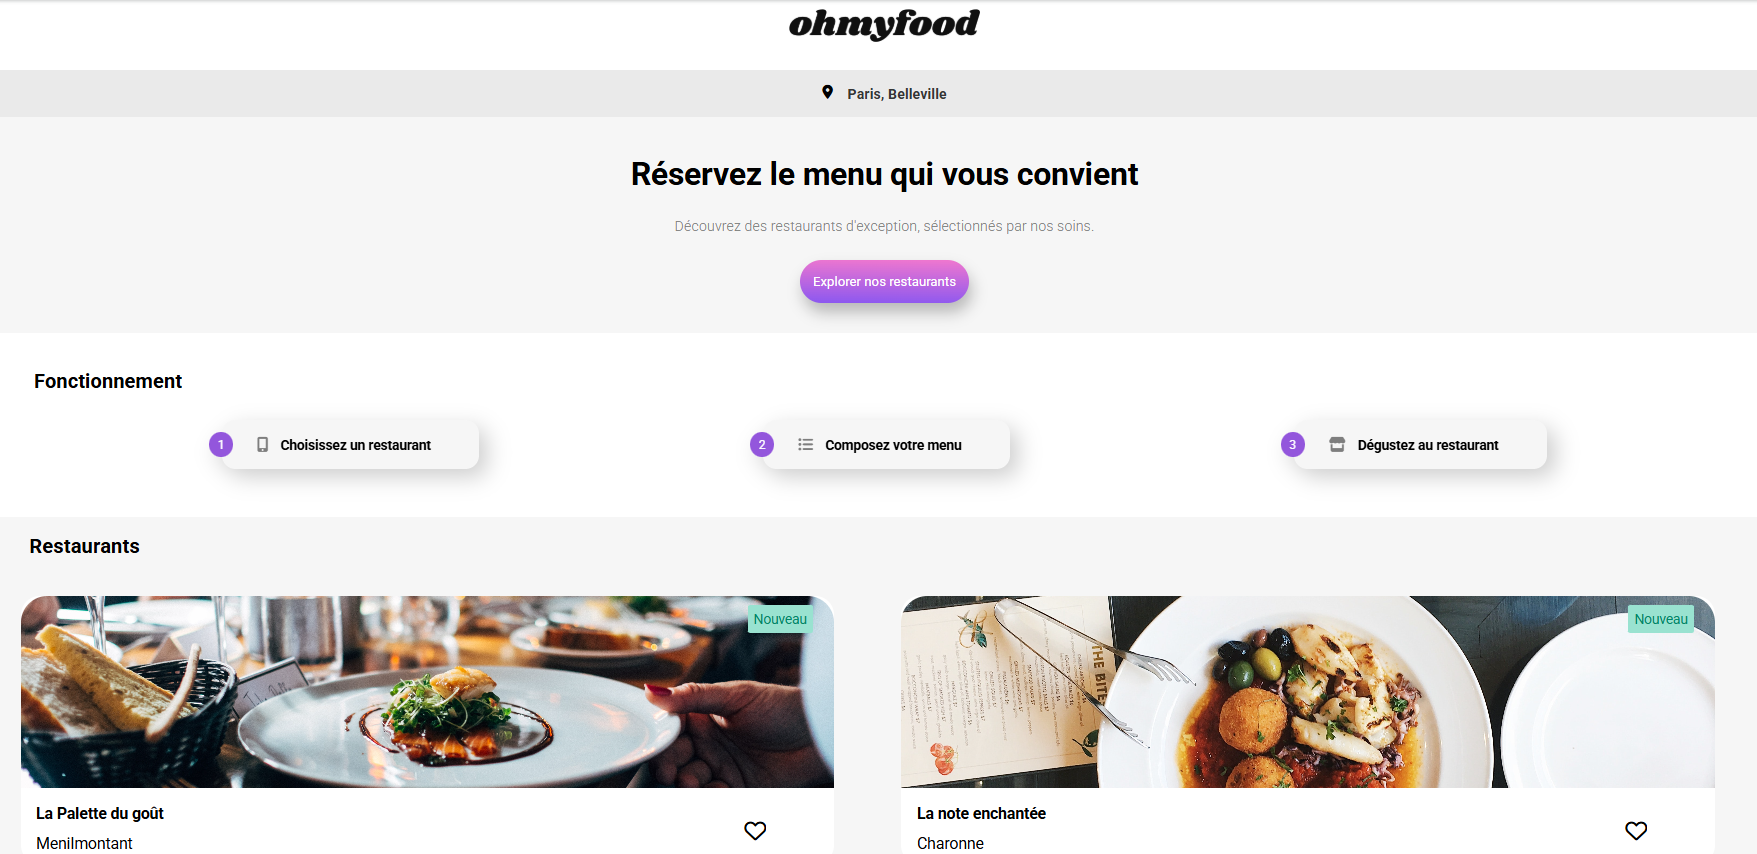 ohmyfood
Paris, Belleville
Réservez le menu qui vous convient
Découvrez des restaurants d'exception, sélectionnés par nos soins.
Explorer nos restaurants
Fonctionnement
1 Choisissez un restaurant
2 Composez votre menu
3 Dégustez au restaurant
Restaurants
Nouveau
THE BITE
La Palette du goût
Menilmontant
Nouveau
La note enchantée
Charonne